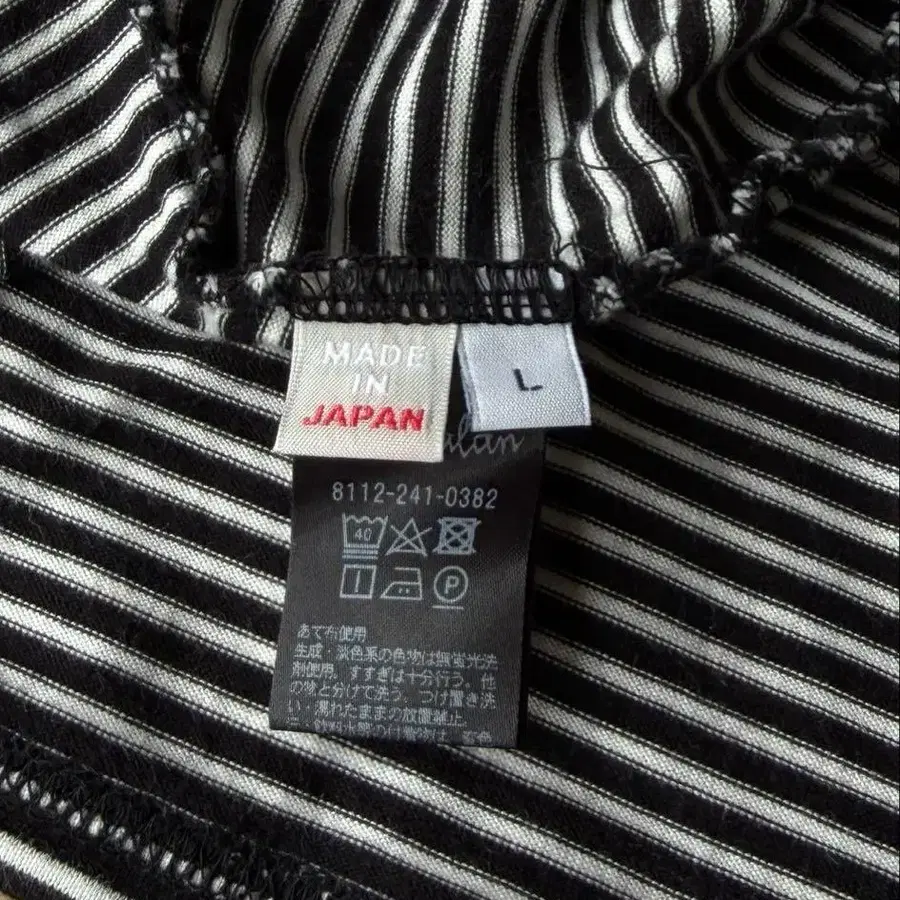 MADE
IN
JAPAN
L
8112-241-0382
40
P
あて布使用
生成・淡色系の色物は無蛍光洗
剤使用。すすぎは十分行う。他
の物と分けて洗う。つけ置き洗
い・濡れたままの放置禁止